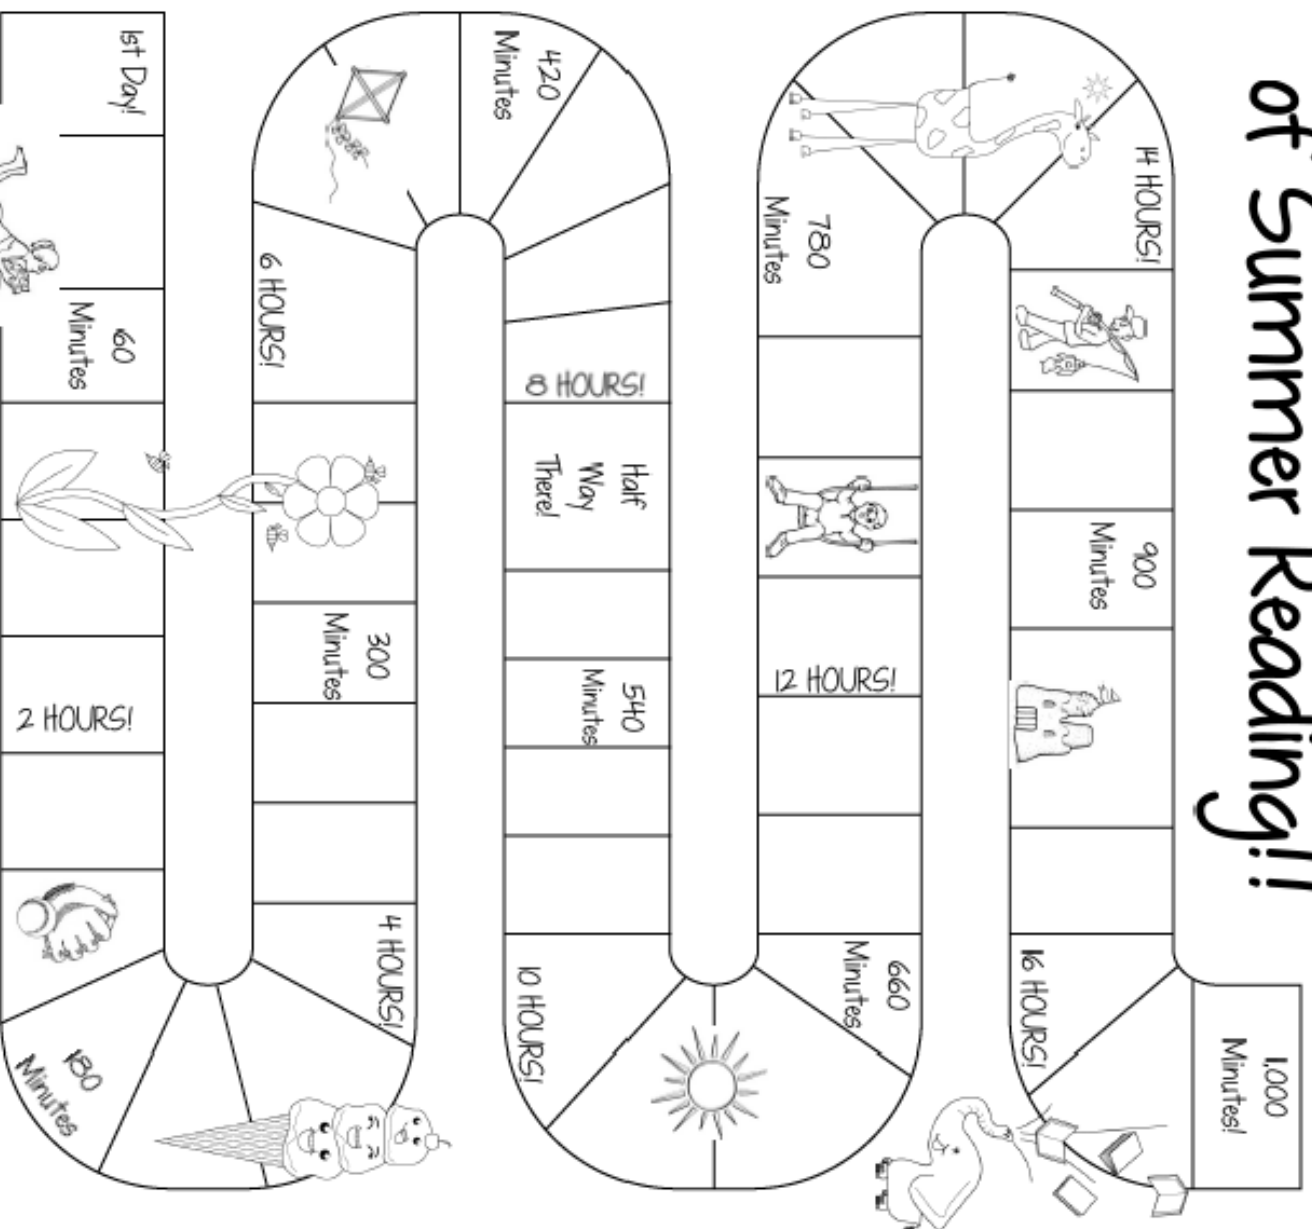 of Summer Reading!!
1st Day!
60
Minutes
2 HOURS!
180
Minutes
4 HOURS!
300
Minutes
6 HOURS!
420
Minutes
8 HOURS!
Half
Way
There!
540
Minutes
10 HOURS!
660
Minutes
12 HOURS!
780
Minutes
14 HOURS!
900
Minutes
16 HOURS!
1,000
Minutes!